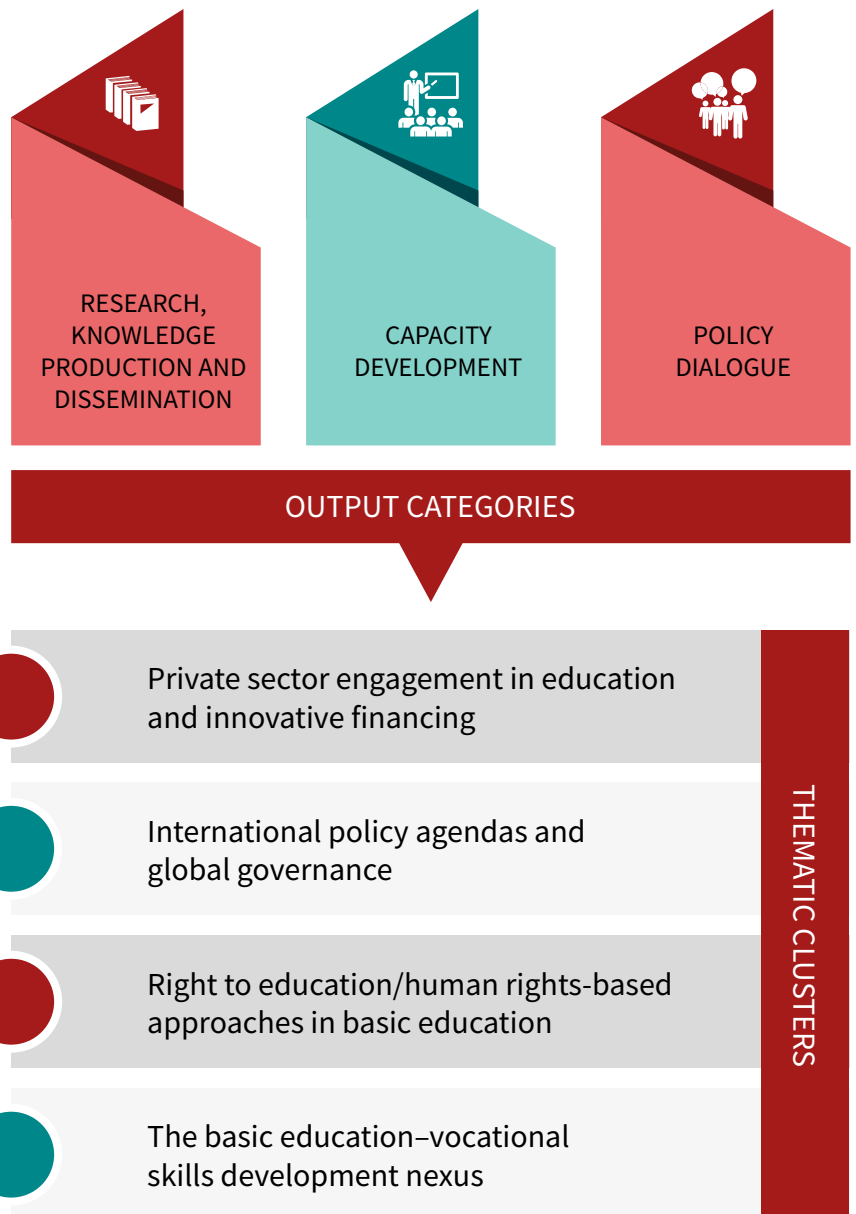 RESEARCH,
KNOWLEDGE
PRODUCTION AND
DISSEMINATION
CAPACITY
DEVELOPMENT
POLICY
DIALOGUE
OUTPUT CATEGORIES
Private sector engagement in education
and innovative financing
International policy agendas and
global governance
Right to education/human rights-based
approaches in basic education
The basic education–vocational
skills development nexus
THEMATIC CLUSTERS